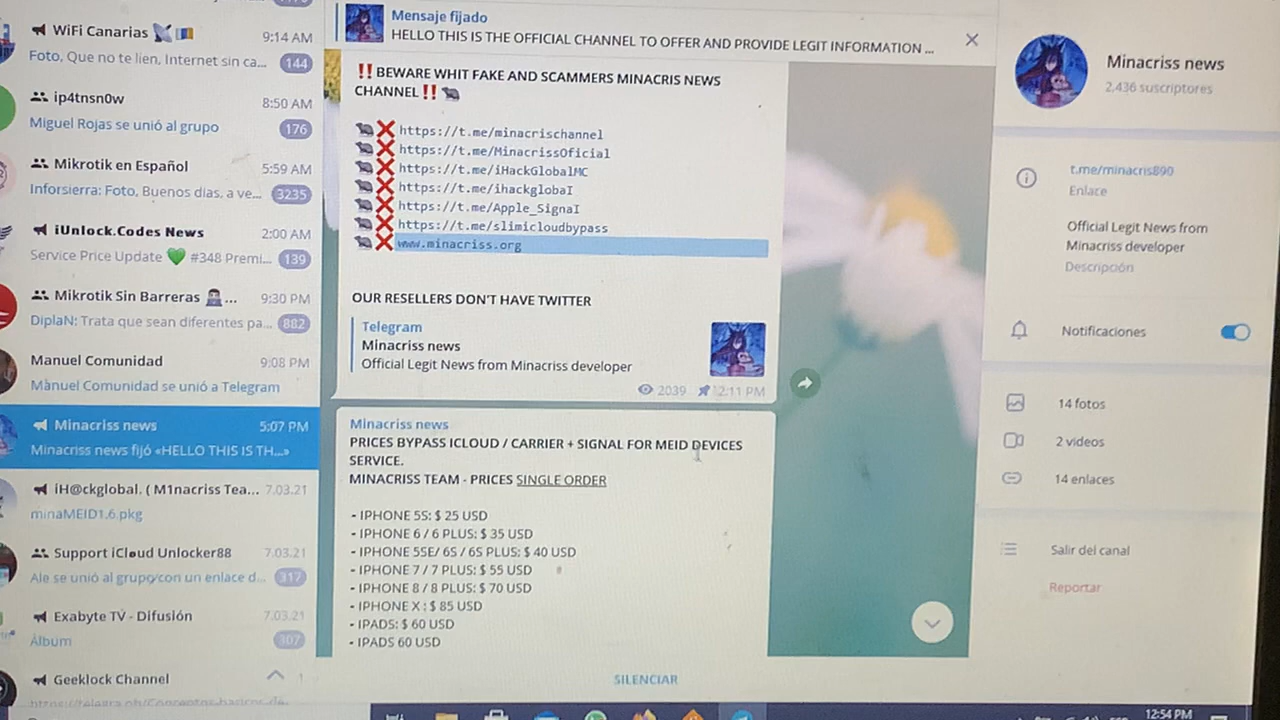 WiFi Canarias
9:14 AM
Foto, Que no te lien, Internet sin ca...
144
ip4tnsn0w
8:50 AM
Miguel Rojas se unió al grupo
176
Mikrotik en Español
5:59 AM
Inforsierra: Foto, Buenos dias, a ve...
3235
iUnlock.Codes News
2:00 AM
Service Price Update 💚 #348 Premi...
139
Mikrotik Sin Barreras 
9:30 PM
DiplaN: Trata que sean diferentes pa...
882
Manuel Comunidad
9:08 PM
Manuel Comunidad se unió a Telegram
Minacriss news
5:07 PM
Minacriss news fijó «HELLO THIS IS TH...»
iH@ckglobal. ( M1nacriss Tea...
7.03.21
minaMEID1.6.pkg
Support iCloud Unlocker88
7.03.21
Ale se unió al grupo con un enlace d...
317
Exabyte TV - Difusión
7.03.21
Álbum
307
Geeklock Channel
1
Mensaje fijado
HELLO THIS IS THE OFFICIAL CHANNEL TO OFFER AND PROVIDE LEGIT INFORMATION ...
‼️BEWARE WHIT FAKE AND SCAMMERS MINACRIS NEWS
CHANNEL‼️🐀
🐀❌https://t.me/minacrischannel
🐀❌https://t.me/MinacrissOficial
🐀❌https://t.me/iHackGlobalMC
🐀❌https://t.me/ihackglobaI
🐀❌https://t.me/Apple_SignaI
🐀❌https://t.me/slimicloudbypass
🐀❌www.minacriss.org
OUR RESELLERS DON'T HAVE TWITTER
Telegram
Minacriss news
Official Legit News from Minacriss developer
2039
2:11 PM
Minacriss news
PRICES BYPASS ICLOUD / CARRIER + SIGNAL FOR MEID DEVICES
SERVICE.
MINACRISS TEAM - PRICES SINGLE ORDER
- IPHONE 5S: $ 25 USD
- IPHONE 6 / 6 PLUS: $ 35 USD
- IPHONE 5SE/ 6S / 6S PLUS: $ 40 USD
- IPHONE 7 / 7 PLUS: $ 55 USD
- IPHONE 8 / 8 PLUS: $ 70 USD
- IPHONE X : $ 85 USD
- IPADS: $ 60 USD
- IPADS 60 USD
SILENCIAR
Minacriss news
2,436 suscriptores
t.me/minacris890
Enlace
Official Legit News from
Minacriss developer
Descripción
Notificaciones
14 fotos
2 videos
14 enlaces
Salir del canal
Reportar
12:54 PM